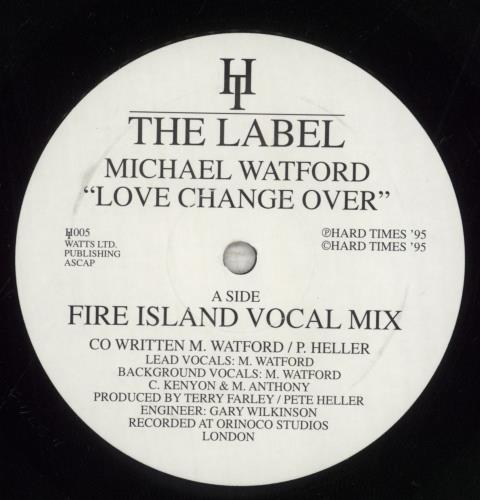 HT
THE LABEL
MICHAEL WATFORD
“LOVE CHANGE OVER”
HT005
WATTS LTD.
PUBLISHING
ASCAP
℗HARD TIMES '95
©HARD TIMES '95
A SIDE
FIRE ISLAND VOCAL MIX
CO WRITTEN M. WATFORD / P. HELLER
LEAD VOCALS: M. WATFORD
BACKGROUND VOCALS: M. WATFORD
C. KENYON & M. ANTHONY
PRODUCED BY TERRY FARLEY / PETE HELLER
ENGINEER: GARY WILKINSON
RECORDED AT ORINOCO STUDIOS
LONDON